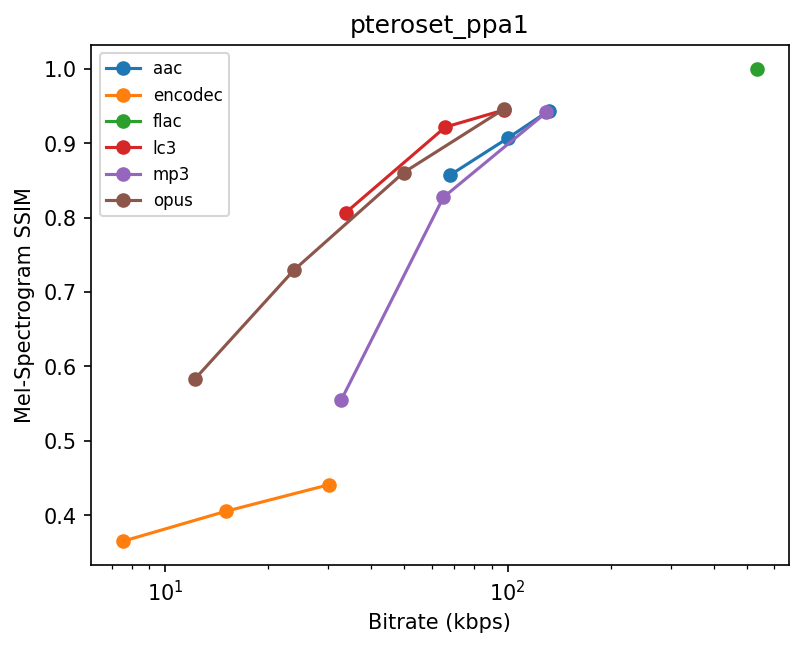 pteroset_ppa1
aac
encodec
flac
lc3
mp3
opus
Mel-Spectrogram SSIM
1.0
0.9
0.8
0.7
0.6
0.5
0.4
10¹
10²
Bitrate (kbps)